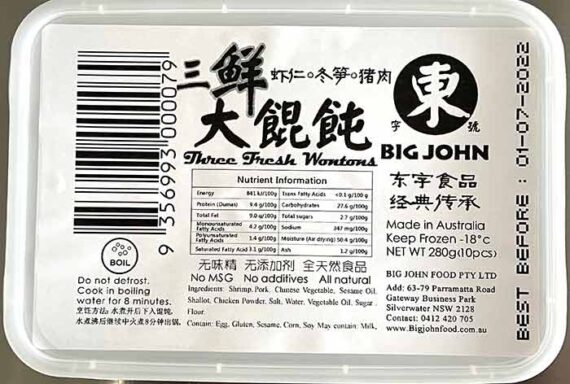 三鲜 虾仁。冬笋。猪肉
大餛飩
Three Fresh Wontons
東
字 號
BIG JOHN
东字食品
经典传承
Made in Australia
Keep Frozen -18°c
NET WT 280g(10pcs)
Nutrient Information
Energy 841 kJ/100g Trans Fatty Acids <0.1 g/100 g
Protein (Dumas) 9.4 g/100g Carbohydrates 27.6 g/100g
Total Fat 9.0 g/100g Total sugars 2.7 g/100g
Monounsaturated Fatty Acids 4.2 g/100g Sodium 347 mg/100g
Polyunsaturated Fatty Acids 1.4 g/100g Moisture (Air drying) 50.4 g/100g
Saturated Fatty Acid 3.1 g/100g Ash 1.2 g/100g
无味精 无添加剂 全天然食品
No MSG No additives All natural
Ingredients: Shrimp, Pork, Chinese Vegetable, Sesame Oil,
Shallot, Chicken Powder, Salt, Water, Vegetable Oil, Sugar,
Flour.
Contain: Egg, Gluten, Sesame, Corn, Soy May contain: Milk,
BOIL
Do not defrost.
Cook in boiling
water for 8 minutes.
烹饪方法：水煮开后下入馄饨，
水煮沸后继续中火煮8分钟出锅。
BIG JOHN FOOD PTY LTD
Add: 63-79 Parramatta Road
Gateway Business Park
Silverwater NSW 2128
Contact: 0412 420 705
www.Bigjohnfood.com.au
9 356993 000079
BEST BEFORE : 01-07-2022